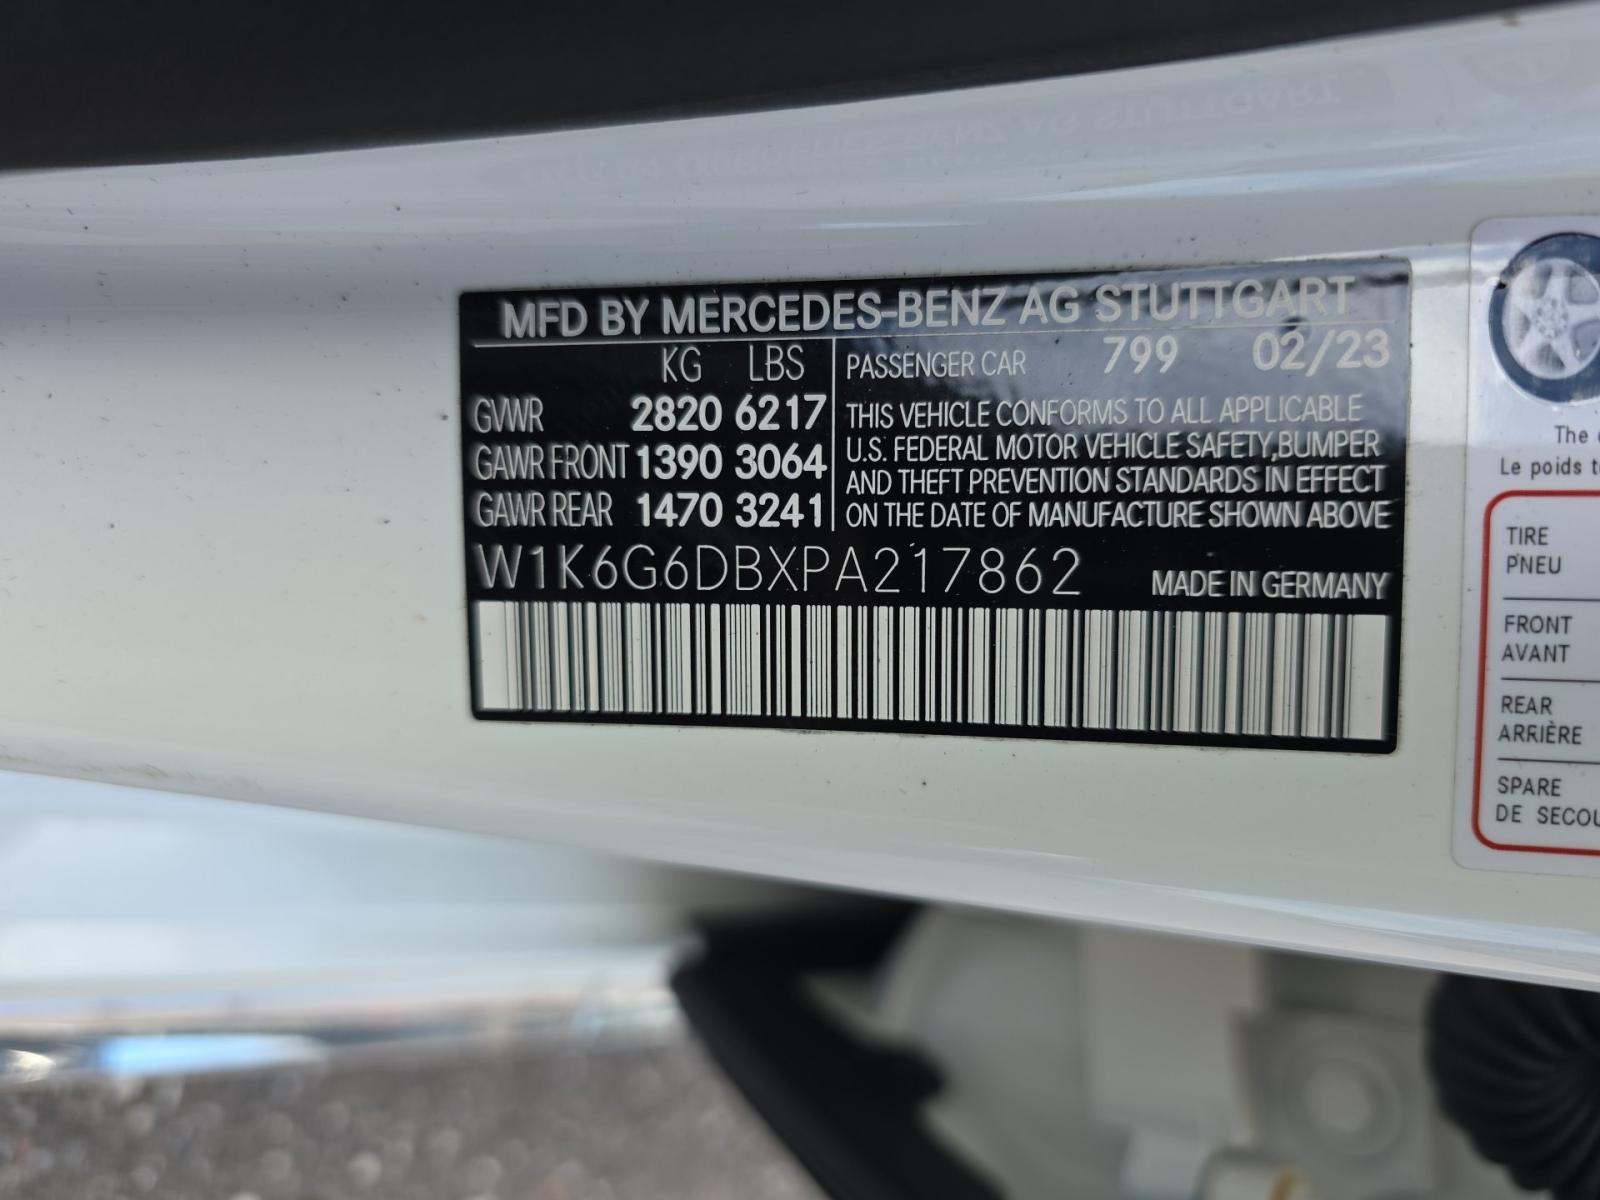 MFD BY MERCEDES-BENZ AG STUTTGART
KG LBS
GVWR 2820 6217
GAWR FRONT 1390 3064
GAWR REAR 1470 3241
PASSENGER CAR 799 02/23
THIS VEHICLE CONFORMS TO ALL APPLICABLE
U.S. FEDERAL MOTOR VEHICLE SAFETY,BUMPER
AND THEFT PREVENTION STANDARDS IN EFFECT
ON THE DATE OF MANUFACTURE SHOWN ABOVE
W1K6G6DBXPA217862
MADE IN GERMANY
The
Le poids
TIRE
PNEU
FRONT
AVANT
REAR
ARRIÈRE
SPARE
DE SECOU